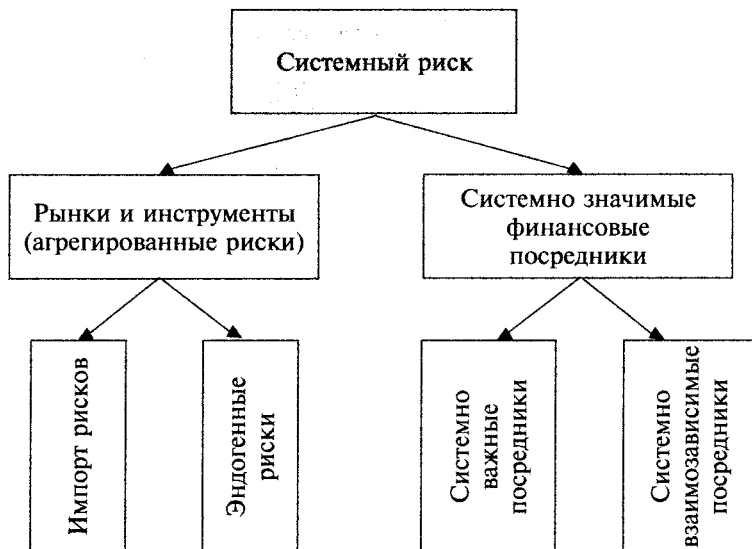 Системный риск
Рынки и инструменты
(агрегированные риски)
Системно значимые
финансовые
посредники
Импорт рисков
Эндогенные
риски
Системно
важные
посредники
Системно
взаимозависимые
посредники